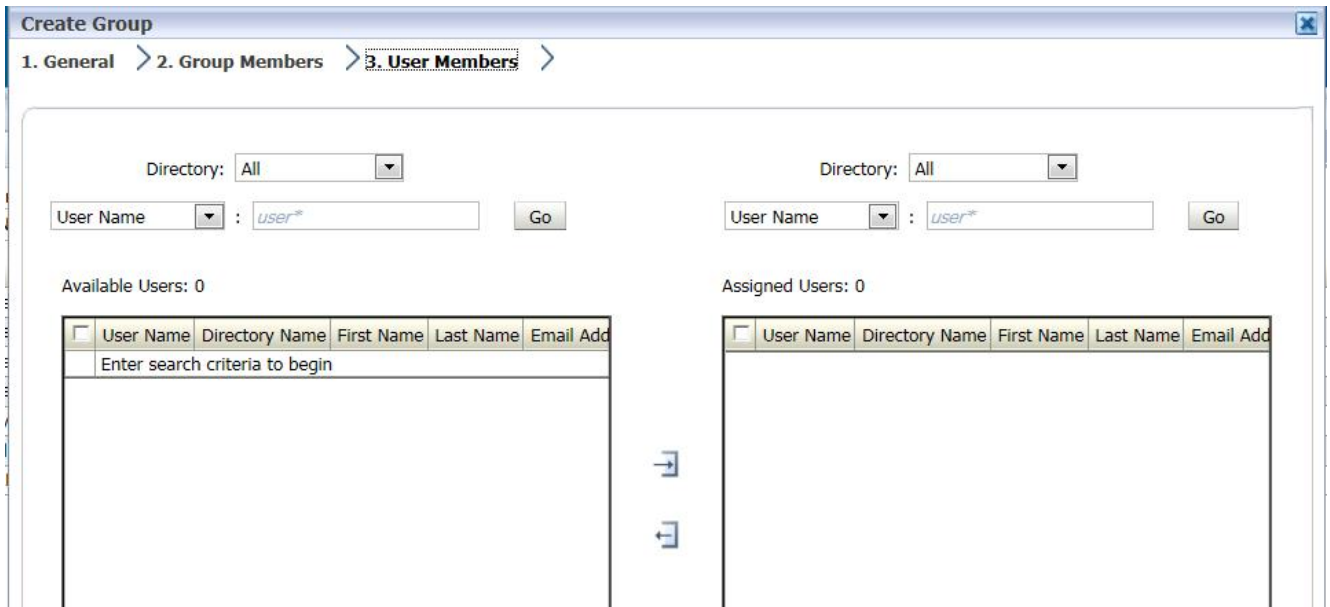 Create Group
1. General 2. Group Members 3. User Members
Directory: All
User Name : user* Go
Available Users: 0
User Name Directory Name First Name Last Name Email Add
Enter search criteria to begin
Directory: All
User Name : user* Go
Assigned Users: 0
User Name Directory Name First Name Last Name Email Add